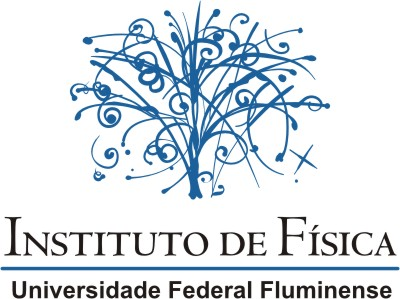 INSTITUTO DE FÍSICA
Universidade Federal Fluminense